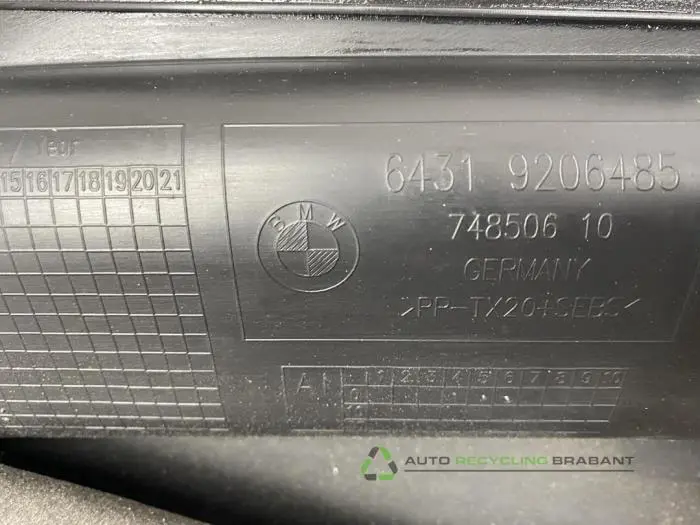 / Year
15 16 17 18 19 20 21
BMW
6431 9206485
748506 10
GERMANY
>PP-TX20+SEBS<
A1
1 2 3 4 5 6 7 8 9 10
AUTO RECYCLING BRABANT